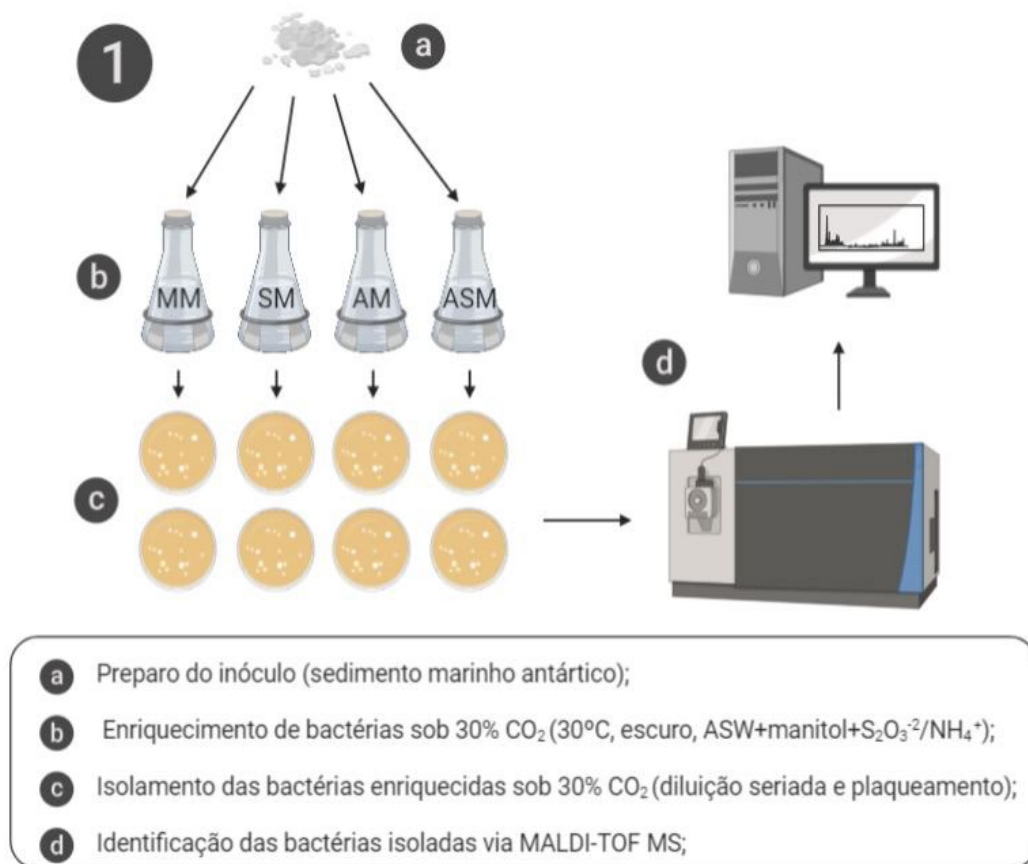 1
a
b
MM SM AM ASM
d
c
a Preparo do inóculo (sedimento marinho antártico);
b Enriquecimento de bactérias sob 30% CO₂ (30ºC, escuro, ASW+manitol+S₂O₃⁻²/NH₄⁺);
c Isolamento das bactérias enriquecidas sob 30% CO₂ (diluição seriada e plaqueamento);
d Identificação das bactérias isoladas via MALDI-TOF MS;